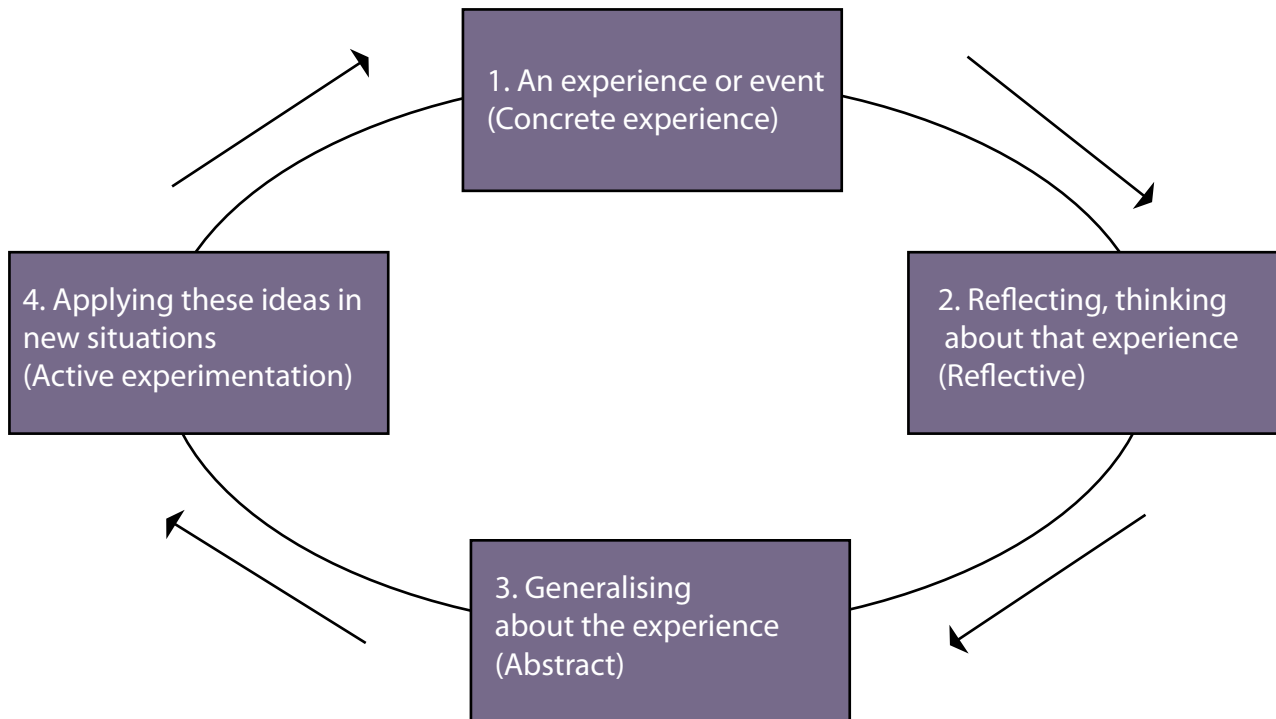 1. An experience or event
(Concrete experience)
2. Reflecting, thinking
about that experience
(Reflective)
3. Generalising
about the experience
(Abstract)
4. Applying these ideas in
new situations
(Active experimentation)